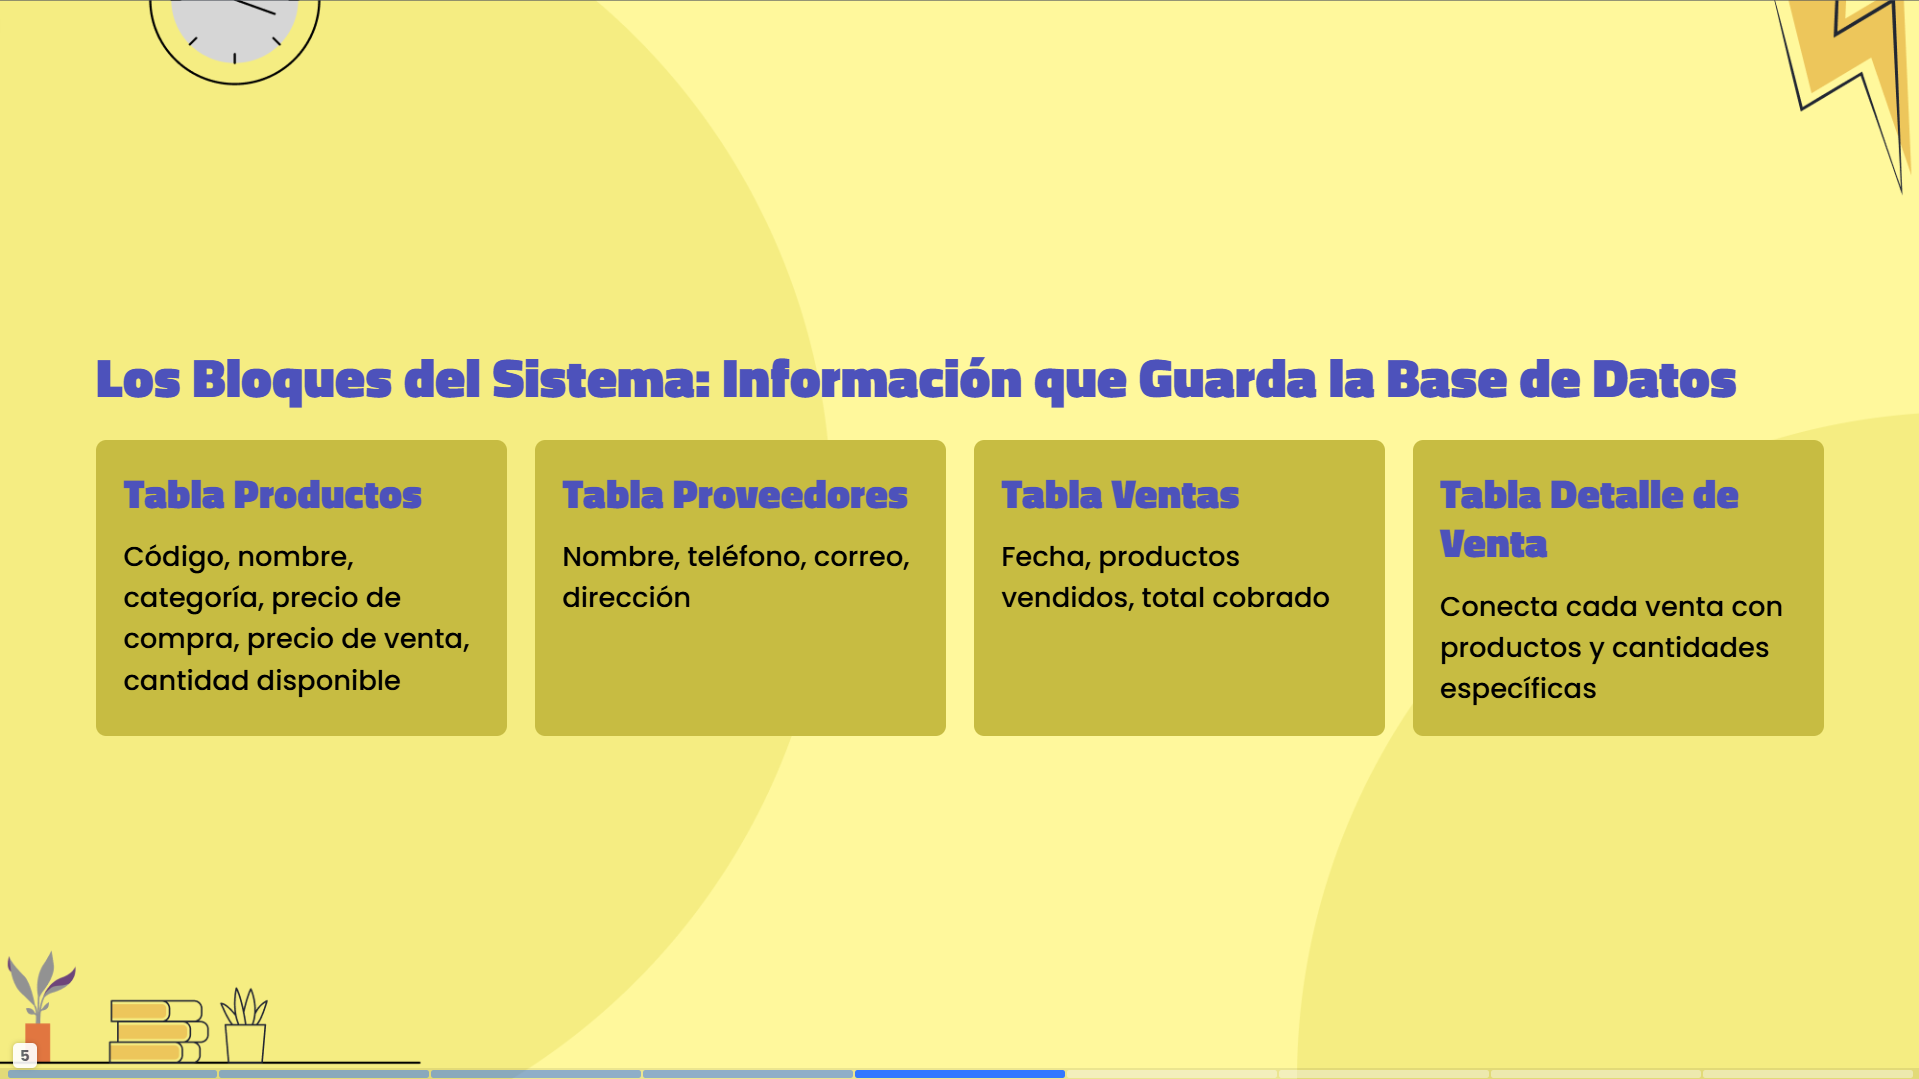 Los Bloques del Sistema: Información que Guarda la Base de Datos
Tabla Productos
Código, nombre,
categoría, precio de
compra, precio de venta,
cantidad disponible
Tabla Proveedores
Nombre, teléfono, correo,
dirección
Tabla Ventas
Fecha, productos
vendidos, total cobrado
Tabla Detalle de
Venta
Conecta cada venta con
productos y cantidades
específicas
5